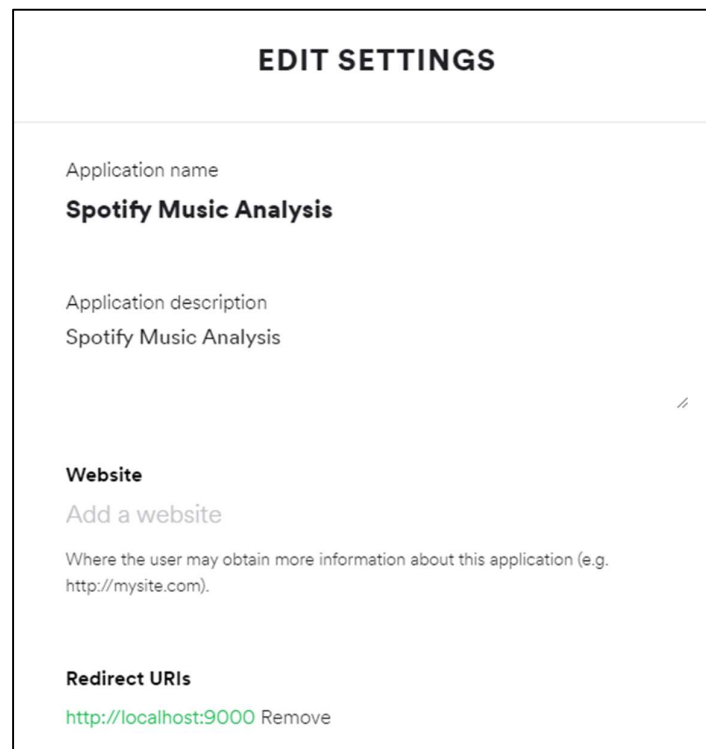 EDIT SETTINGS
Application name
Spotify Music Analysis
Application description
Spotify Music Analysis
Website
Add a website
Where the user may obtain more information about this application (e.g.
http://mysite.com).
Redirect URIs
http://localhost:9000 Remove